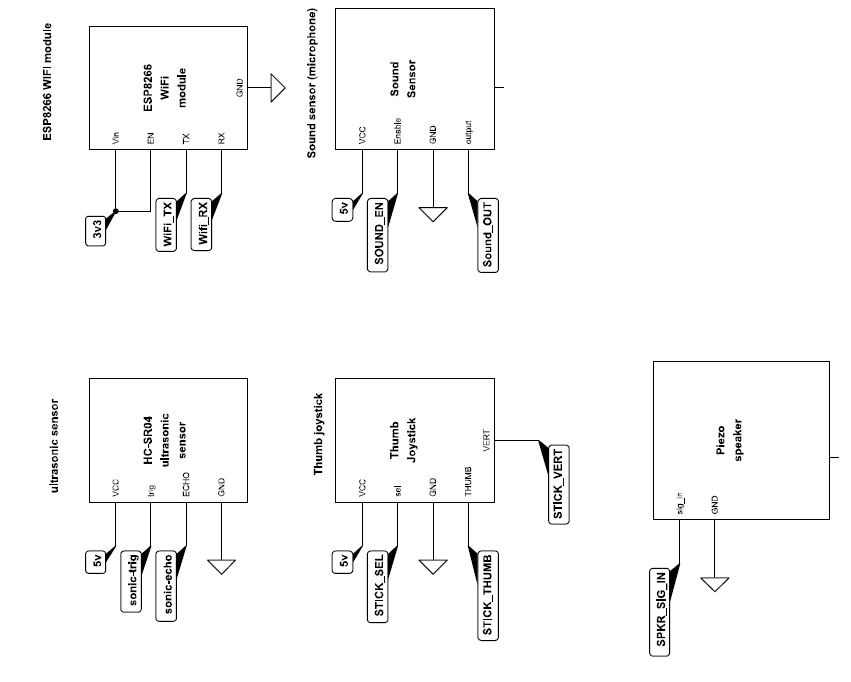 ESP8266 WIFI module
ESP8266
WiFi
module
Vin
EN
TX
RX
GND
3v3
WiFi_TX
Wifi_RX
Sound sensor (microphone)
Sound
Sensor
VCC
Enable
GND
output
5v
SOUND_EN
Sound_OUT
ultrasonic sensor
HC-SR04
ultrasonic
sensor
VCC
trig
ECHO
GND
5v
sonic-trig
sonic-echo
Thumb joystick
Thumb
Joystick
VCC
sel
GND
THUMB
VERT
5v
STICK_SEL
STICK_THUMB
STICK_VERT
Piezo
speaker
sig_in
GND
SPKR_SIG_IN